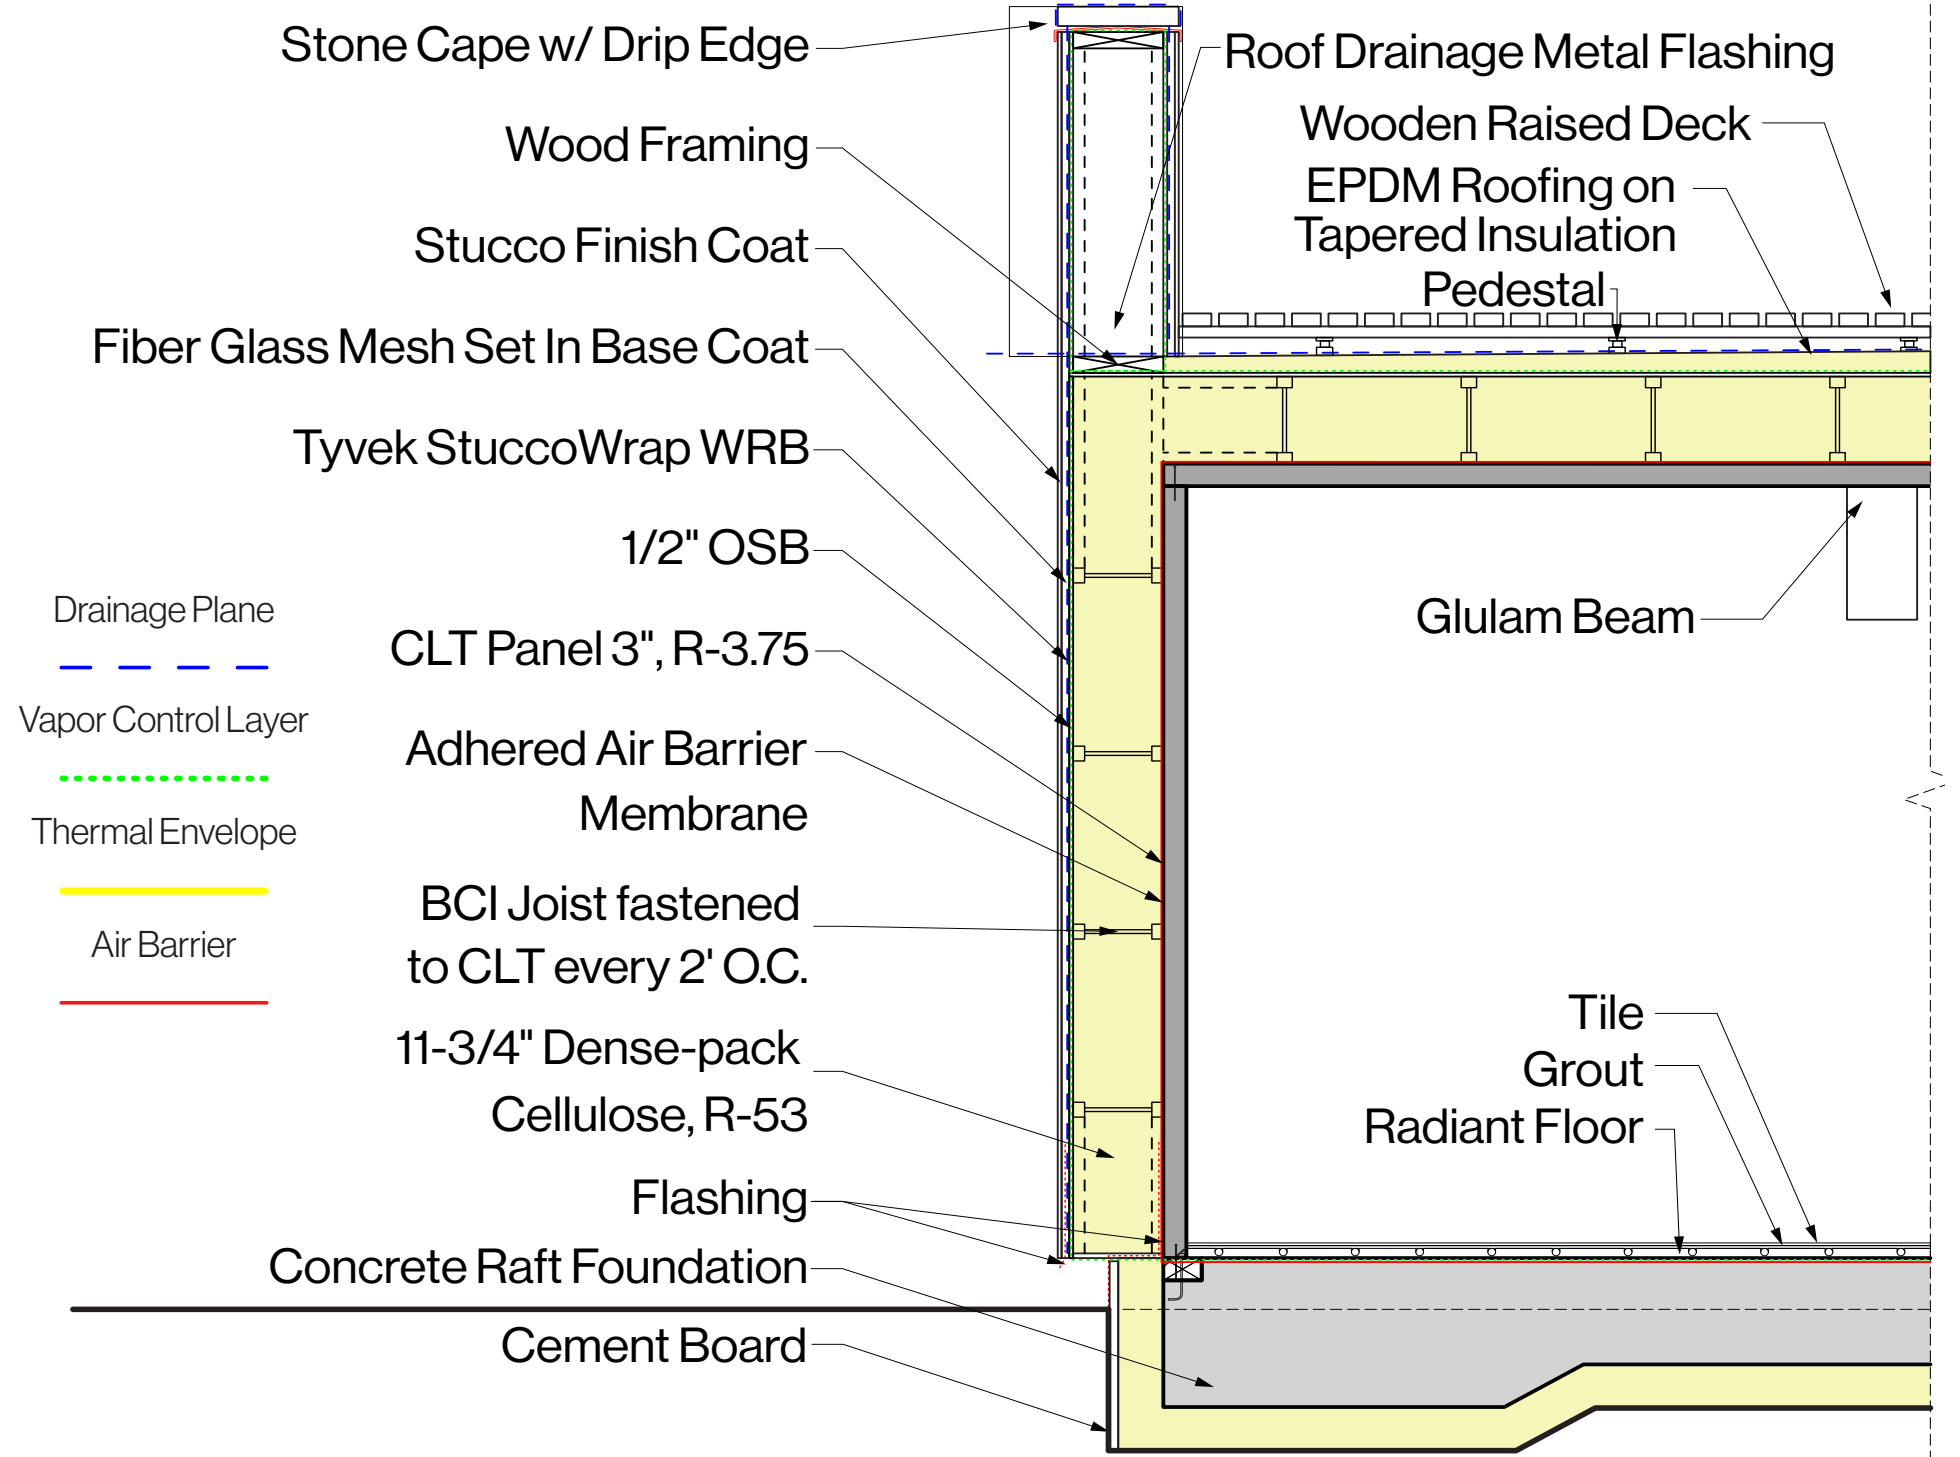 Stone Cape w/ Drip Edge
Wood Framing
Stucco Finish Coat
Fiber Glass Mesh Set In Base Coat
Tyvek StuccoWrap WRB
1/2" OSB
CLT Panel 3", R-3.75
Adhered Air Barrier
Membrane
BCI Joist fastened
to CLT every 2' O.C.
11-3/4" Dense-pack
Cellulose, R-53
Flashing
Concrete Raft Foundation
Cement Board
Drainage Plane
Vapor Control Layer
Thermal Envelope
Air Barrier
Roof Drainage Metal Flashing
Wooden Raised Deck
EPDM Roofing on
Tapered Insulation
Pedestal
Glulam Beam
Tile
Grout
Radiant Floor